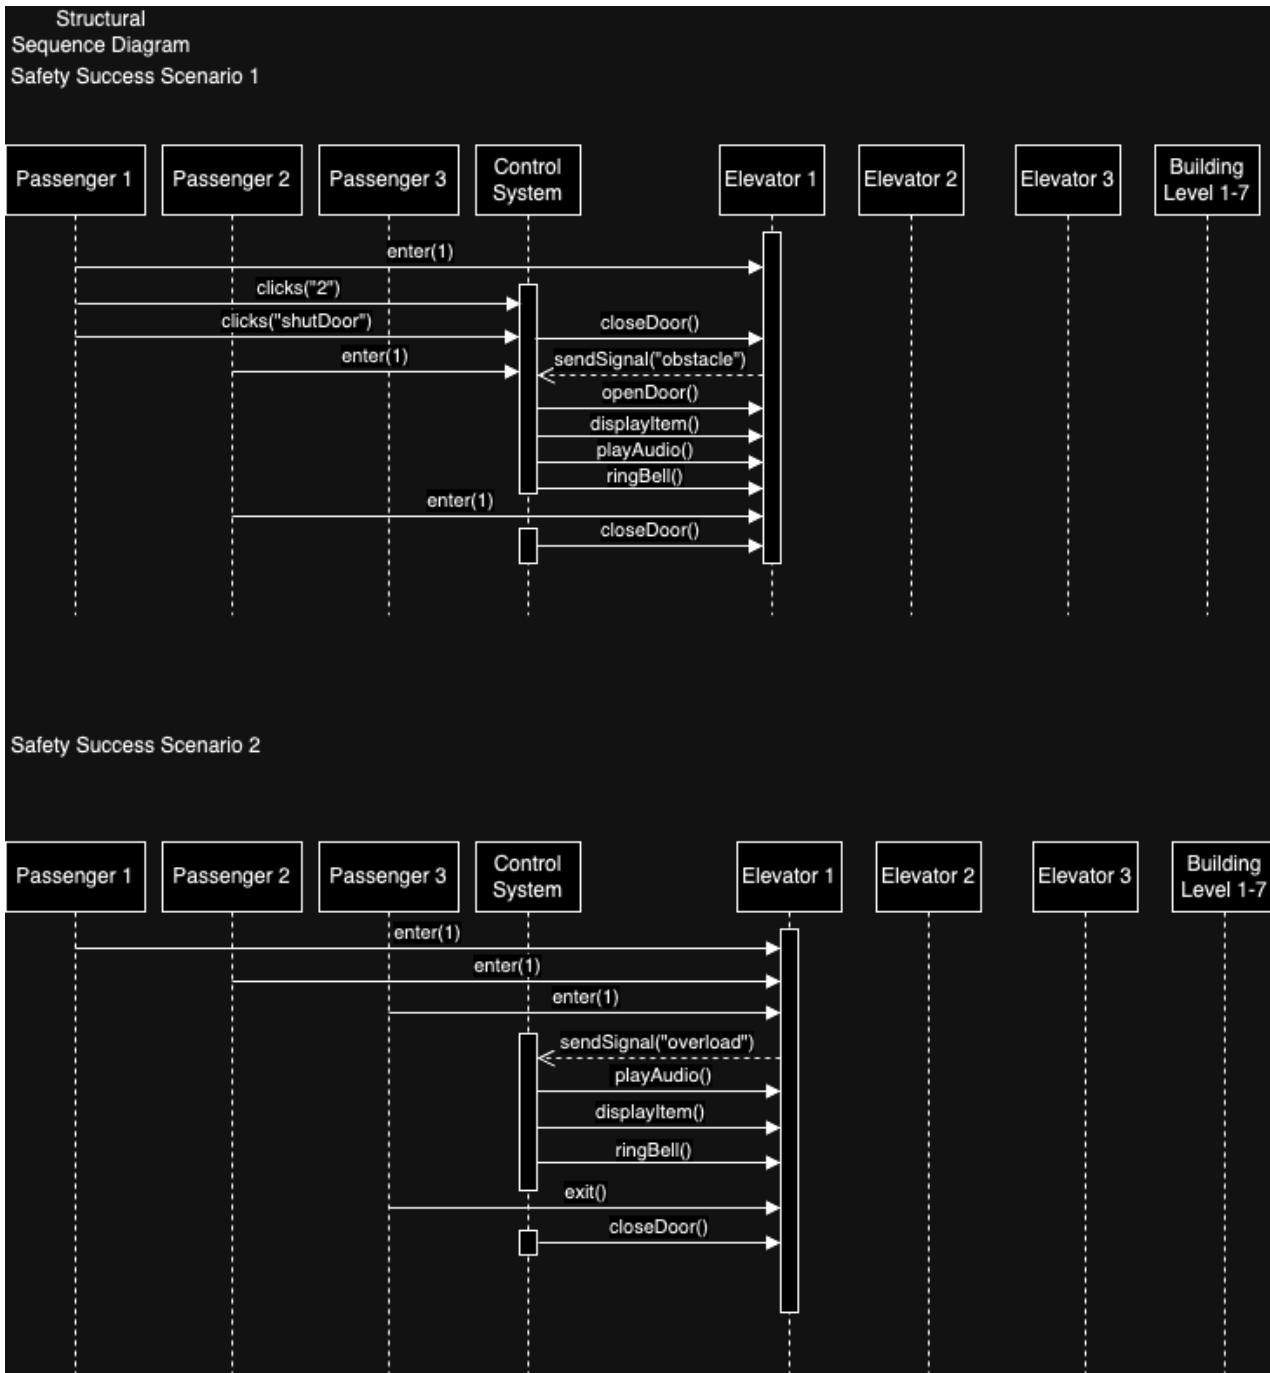 Structural
Sequence Diagram
Safety Success Scenario 1
Passenger 1
Passenger 2
Passenger 3
Control
System
Elevator 1
Elevator 2
Elevator 3
Building
Level 1-7
enter(1)
clicks("2")
clicks("shutDoor")
closeDoor()
enter(1)
sendSignal("obstacle")
openDoor()
displayItem()
playAudio()
ringBell()
enter(1)
closeDoor()
Safety Success Scenario 2
Passenger 1
Passenger 2
Passenger 3
Control
System
Elevator 1
Elevator 2
Elevator 3
Building
Level 1-7
enter(1)
enter(1)
enter(1)
sendSignal("overload")
playAudio()
displayItem()
ringBell()
exit()
closeDoor()